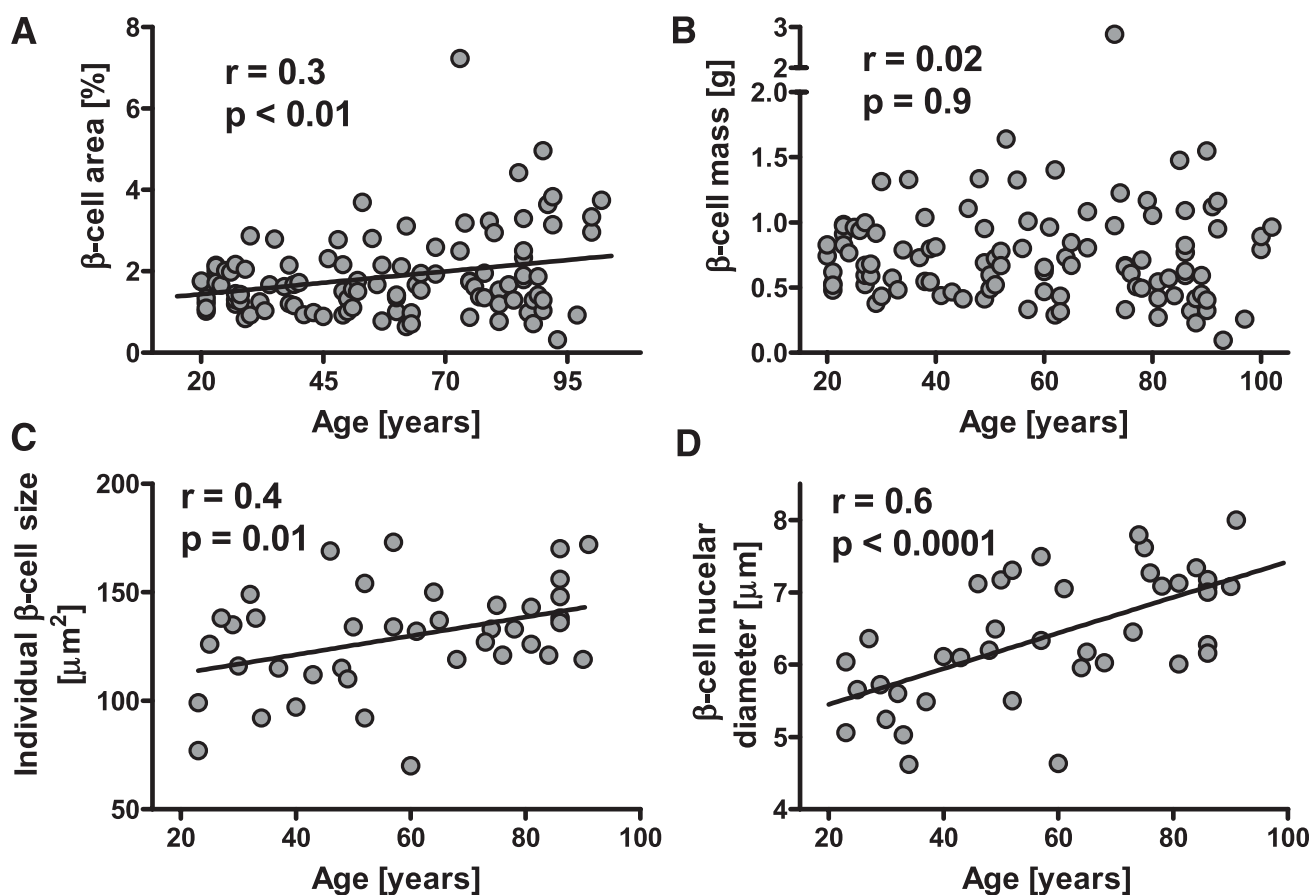 A
β-cell area [%]
8
6
4
2
0
r = 0.3
p < 0.01
20 45 70 95
Age [years]
B
β-cell mass [g]
3
2
2.0
1.5
1.0
0.5
0.0
r = 0.02
p = 0.9
20 40 60 80 100
Age [years]
C
Individual β-cell size
[μm²]
200
150
100
50
r = 0.4
p = 0.01
20 40 60 80 100
Age [years]
D
β-cell nucelar
diameter [μm]
8
7
6
5
4
r = 0.6
p < 0.0001
20 40 60 80 100
Age [years]